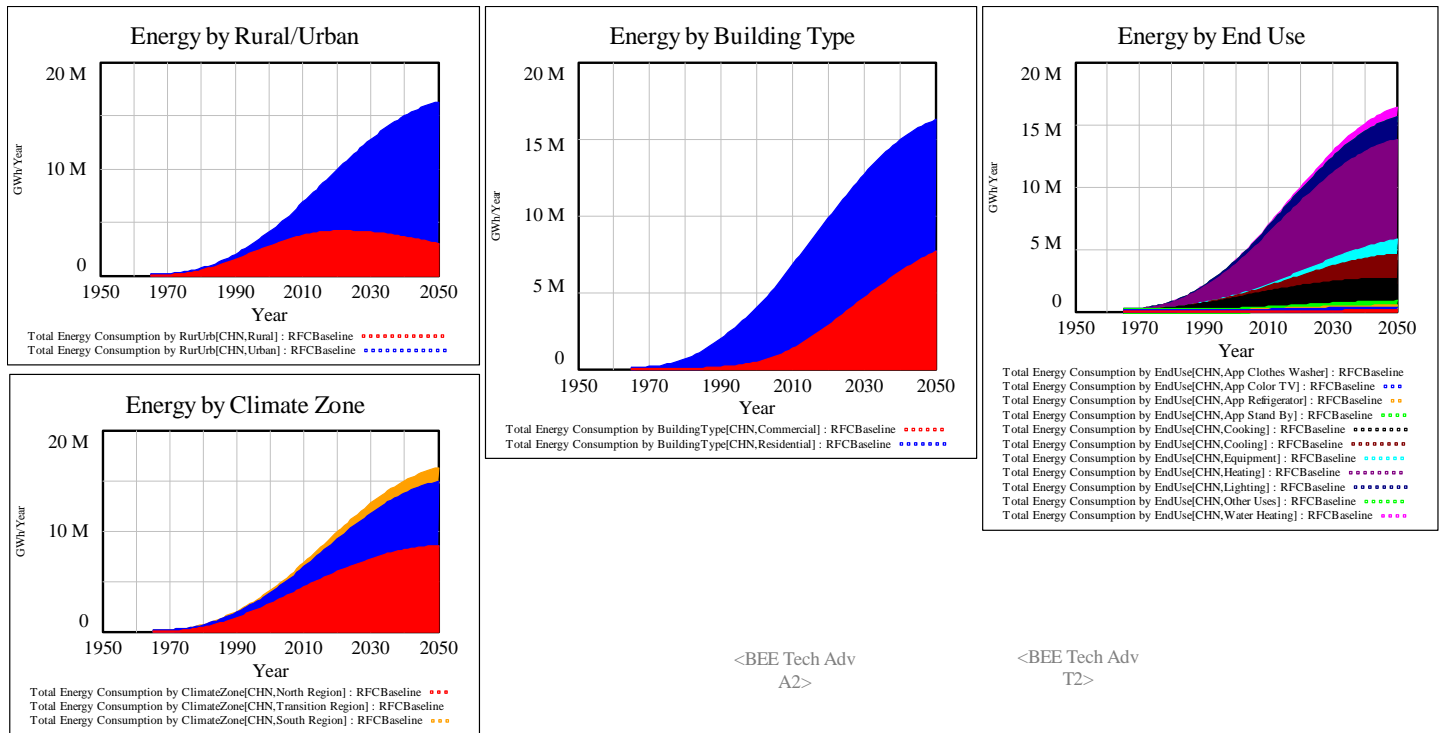 Energy by Rural/Urban
20 M
10 M
0
GWh/Year
1950 1970 1990 2010 2030 2050
Year
Total Energy Consumption by RurUrb[CHN,Rural] : RFCBaseline
Total Energy Consumption by RurUrb[CHN,Urban] : RFCBaseline
Energy by Building Type
20 M
15 M
10 M
5 M
0
GWh/Year
1950 1970 1990 2010 2030 2050
Year
Total Energy Consumption by BuildingType[CHN,Commercial] : RFCBaseline
Total Energy Consumption by BuildingType[CHN,Residential] : RFCBaseline
Energy by End Use
20 M
15 M
10 M
5 M
0
GWh/Year
1950 1970 1990 2010 2030 2050
Year
Total Energy Consumption by EndUse[CHN,App Clothes Washer] : RFCBaseline
Total Energy Consumption by EndUse[CHN,App Color TV] : RFCBaseline
Total Energy Consumption by EndUse[CHN,App Refrigerator] : RFCBaseline
Total Energy Consumption by EndUse[CHN,App Stand By] : RFCBaseline
Total Energy Consumption by EndUse[CHN,Cooking] : RFCBaseline
Total Energy Consumption by EndUse[CHN,Cooling] : RFCBaseline
Total Energy Consumption by EndUse[CHN,Equipment] : RFCBaseline
Total Energy Consumption by EndUse[CHN,Heating] : RFCBaseline
Total Energy Consumption by EndUse[CHN,Lighting] : RFCBaseline
Total Energy Consumption by EndUse[CHN,Other Uses] : RFCBaseline
Total Energy Consumption by EndUse[CHN,Water Heating] : RFCBaseline
Energy by Climate Zone
20 M
10 M
0
GWh/Year
1950 1970 1990 2010 2030 2050
Year
Total Energy Consumption by ClimateZone[CHN,North Region] : RFCBaseline
Total Energy Consumption by ClimateZone[CHN,Transition Region] : RFCBaseline
Total Energy Consumption by ClimateZone[CHN,South Region] : RFCBaseline
<BEE Tech Adv
A2>
<BEE Tech Adv
T2>